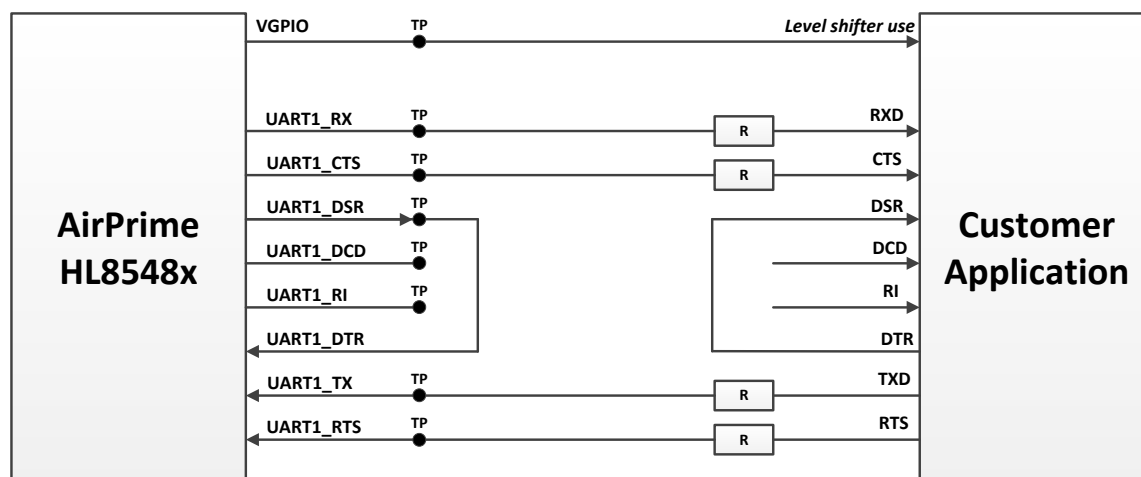 VGPIO TP Level shifter use
UART1_RX TP R RXD
UART1_CTS TP R CTS
UART1_DSR TP DSR
AirPrime
HL8548x
Customer
Application
UART1_DCD TP DCD
UART1_RI TP RI
UART1_DTR DTR
UART1_TX TP R TXD
UART1_RTS TP R RTS